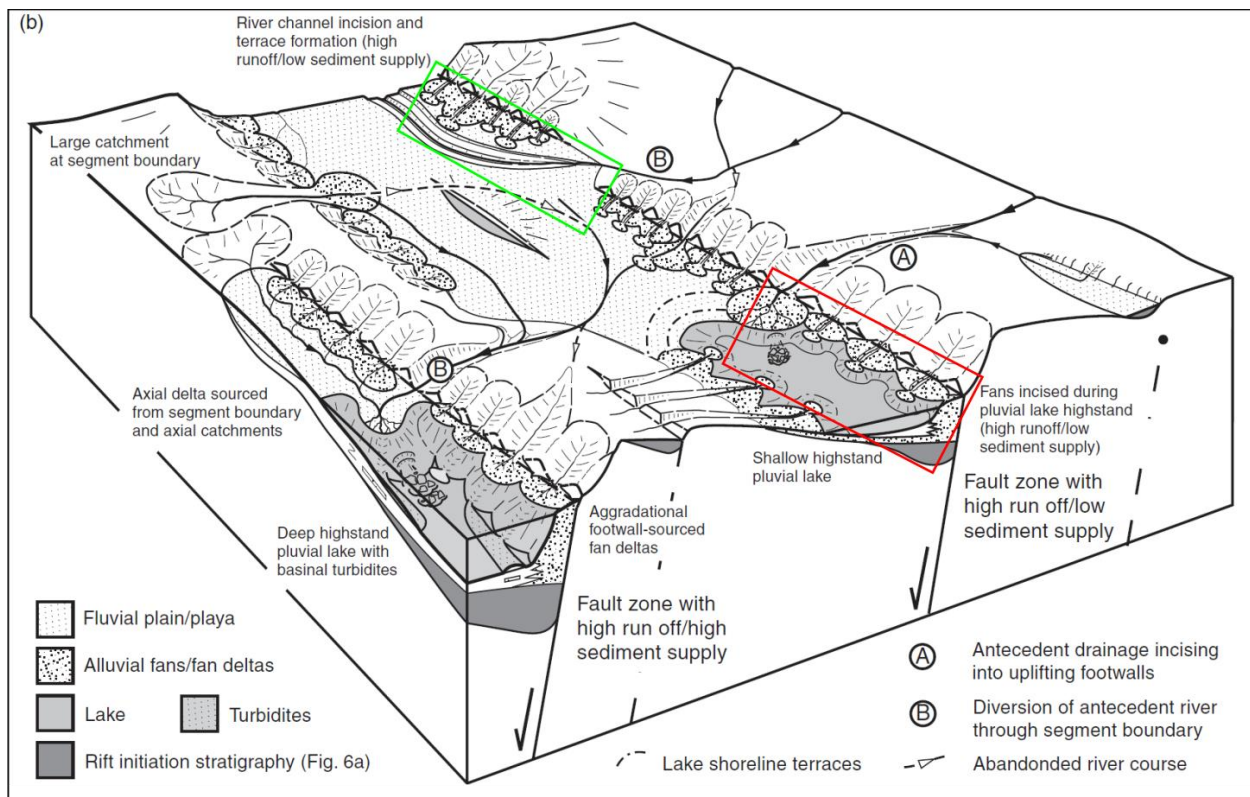 (b)
River channel incision and
terrace formation (high
runoff/low sediment supply)
Large catchment
at segment boundary
B
A
B
Axial delta sourced
from segment boundary
and axial catchments
Fans incised during
pluvial lake highstand
(high runoff/low
sediment supply)
Shallow highstand
pluvial lake
Fault zone with
high run off/low
sediment supply
Deep highstand
pluvial lake with
basinal turbidites
Aggradational
footwall-sourced
fan deltas
Fault zone with
high run off/high
sediment supply
Fluvial plain/playa
Alluvial fans/fan deltas
Lake
Turbidites
Rift initiation stratigraphy (Fig. 6a)
A
Antecedent drainage incising
into uplifting footwalls
B
Diversion of antecedent river
through segment boundary
Lake shoreline terraces
Abandonded river course